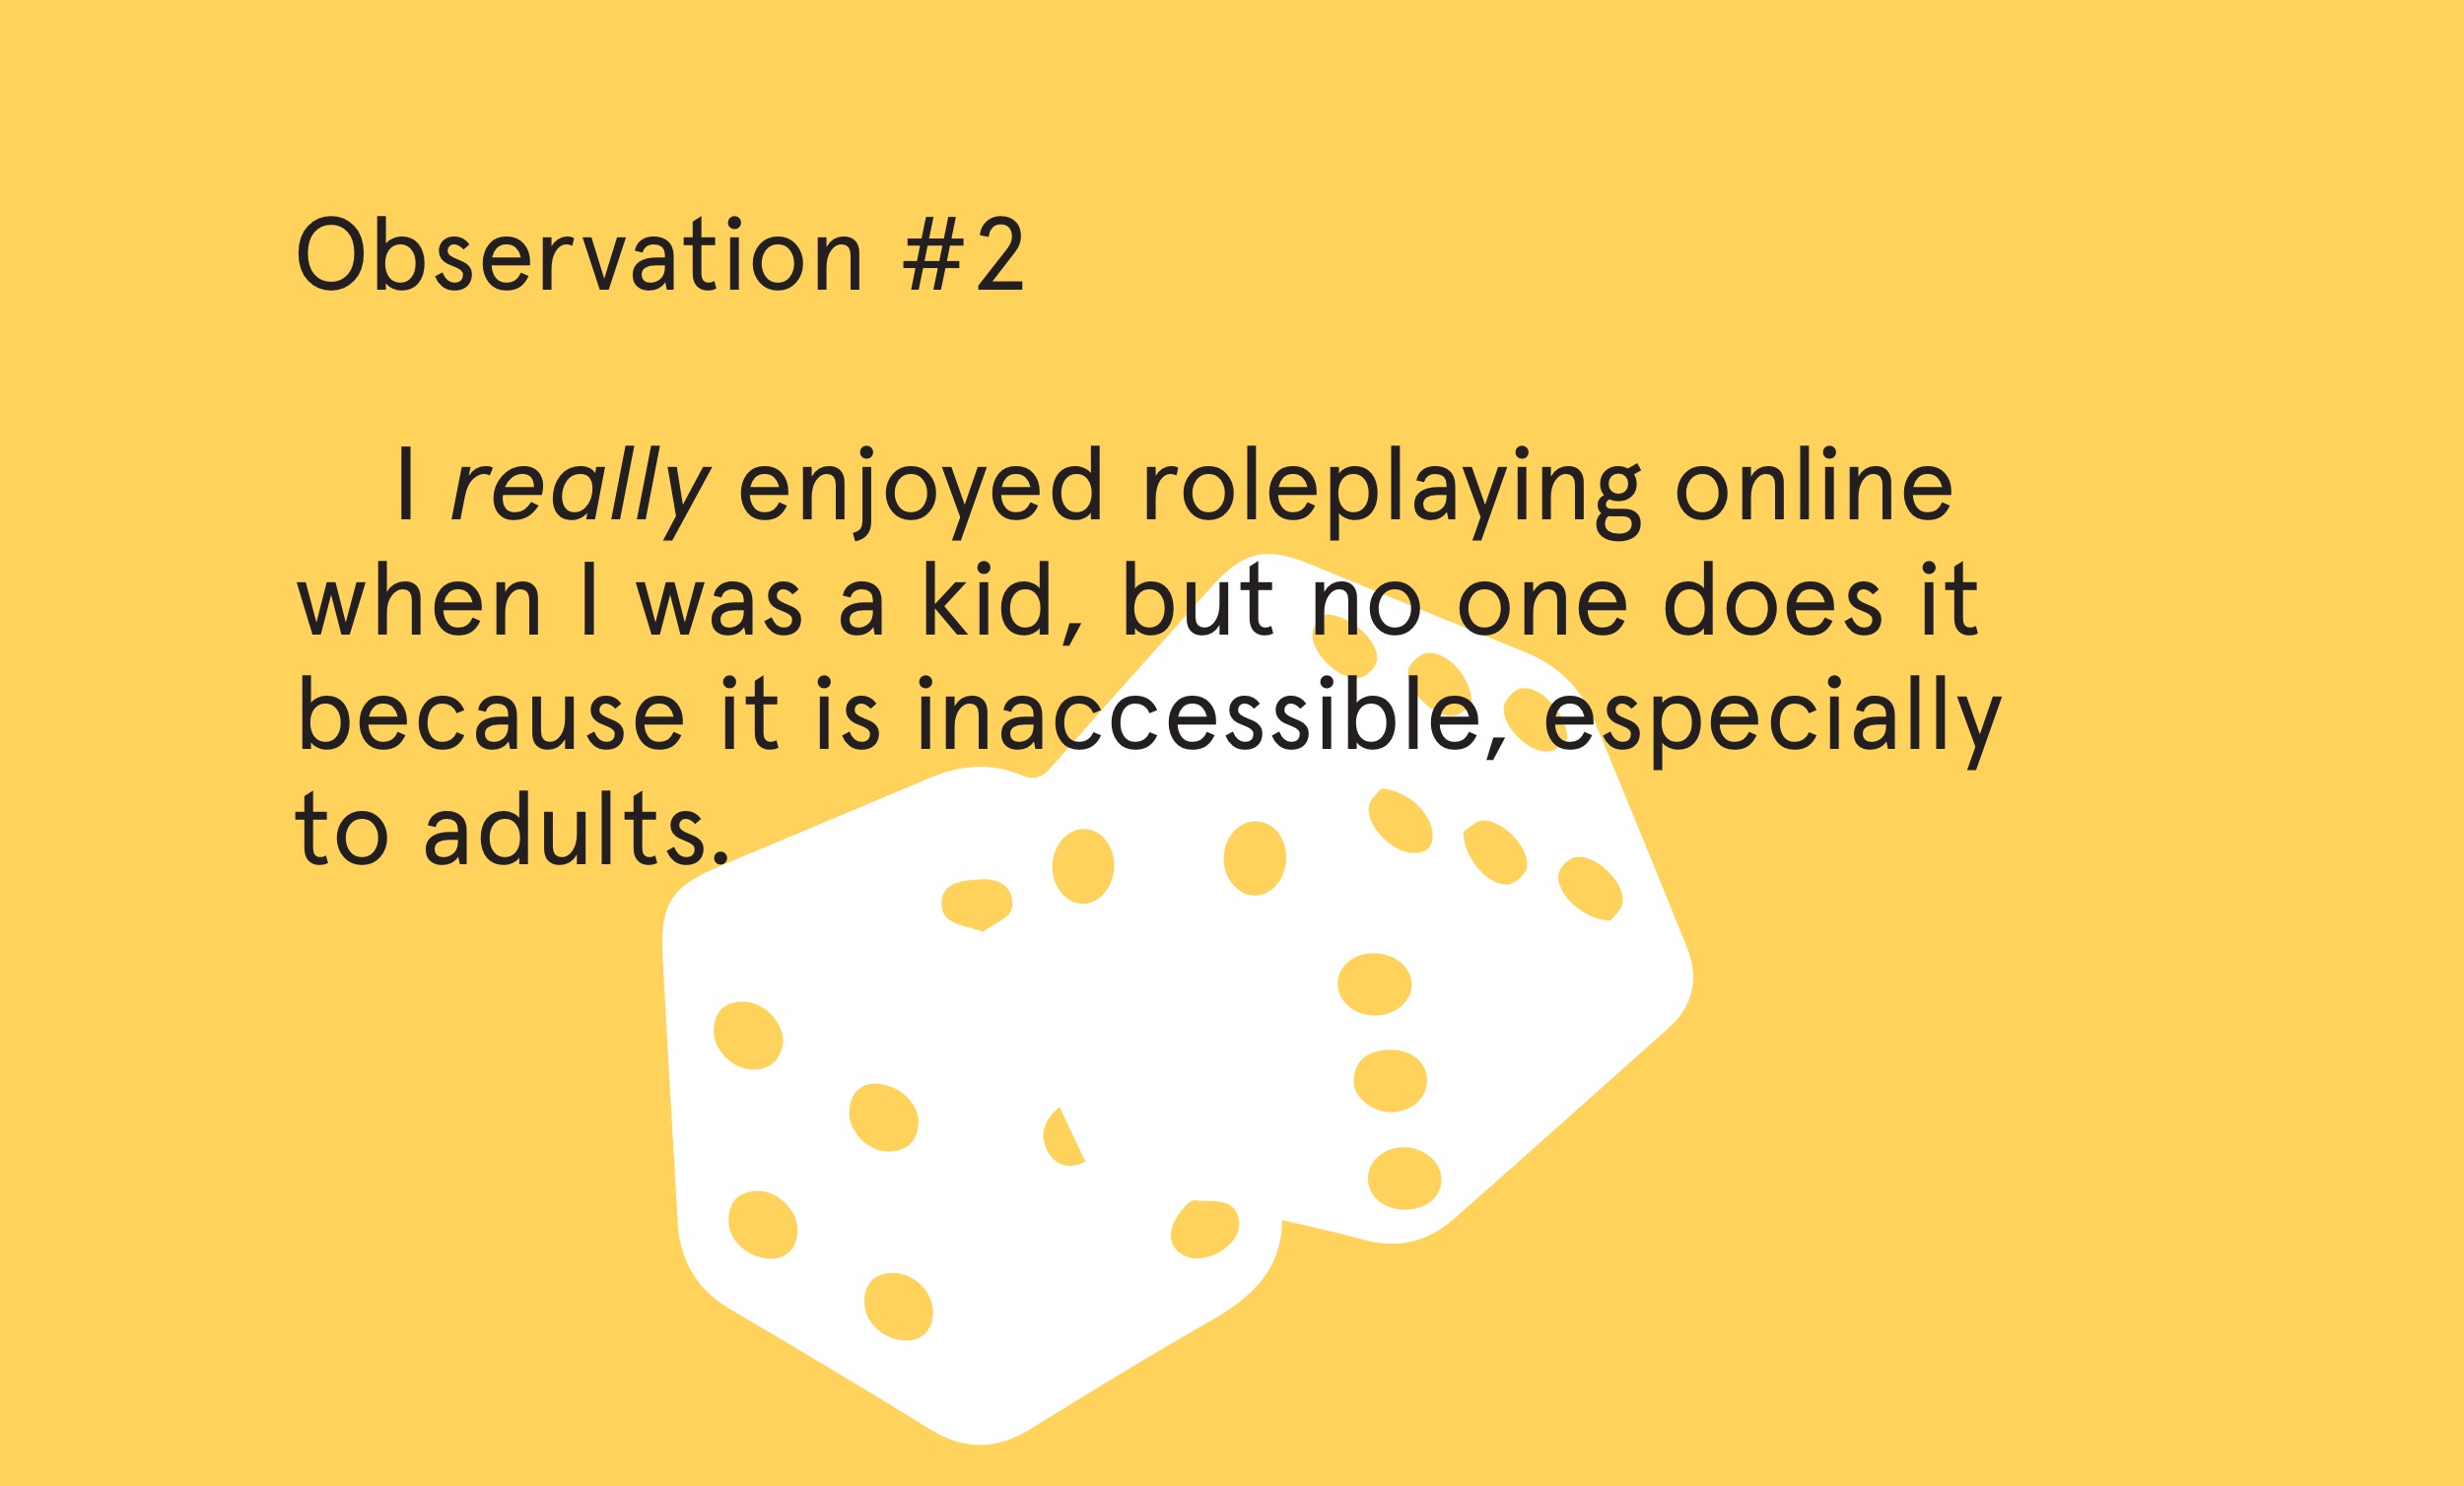 Observation #2
I really enjoyed roleplaying online
when I was a kid, but no one does it
because it is inaccessible, especially
to adults.